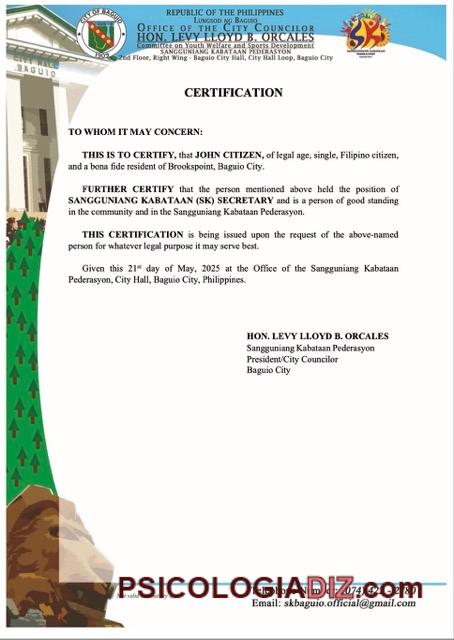 CITY OF BAGUIO
1909
REPUBLIC OF THE PHILIPPINES
LUNGSOD NG BAGUIO
OFFICE OF THE CITY COUNCILOR
HON. LEVY LLOYD B. ORCALES
Committee on Youth Welfare and Sports Development
SANGGUNIANG KABATAAN PEDERASYON
2nd Floor, Right Wing - Baguio City Hall, City Hall Loop, Baguio City
SK
CITY HALL
BAGUIO
CERTIFICATION
TO WHOM IT MAY CONCERN:
THIS IS TO CERTIFY, that JOHN CITIZEN, of legal age, single, Filipino citizen,
and a bona fide resident of Brookspoint, Baguio City.
FURTHER CERTIFY that the person mentioned above held the position of
SANGGUNIANG KABATAAN (SK) SECRETARY and is a person of good standing
in the community and in the Sangguniang Kabataan Pederasyon.
THIS CERTIFICATION is being issued upon the request of the above-named
person for whatever legal purpose it may serve best.
Given this 21st day of May, 2025 at the Office of the Sangguniang Kabataan
Pederasyon, City Hall, Baguio City, Philippines.
HON. LEVY LLOYD B. ORCALES
Sangguniang Kabataan Pederasyon
President/City Councilor
Baguio City
Not valid
PSICOLOGIADIZ.com
Email: skbaguio.official@gmail.com